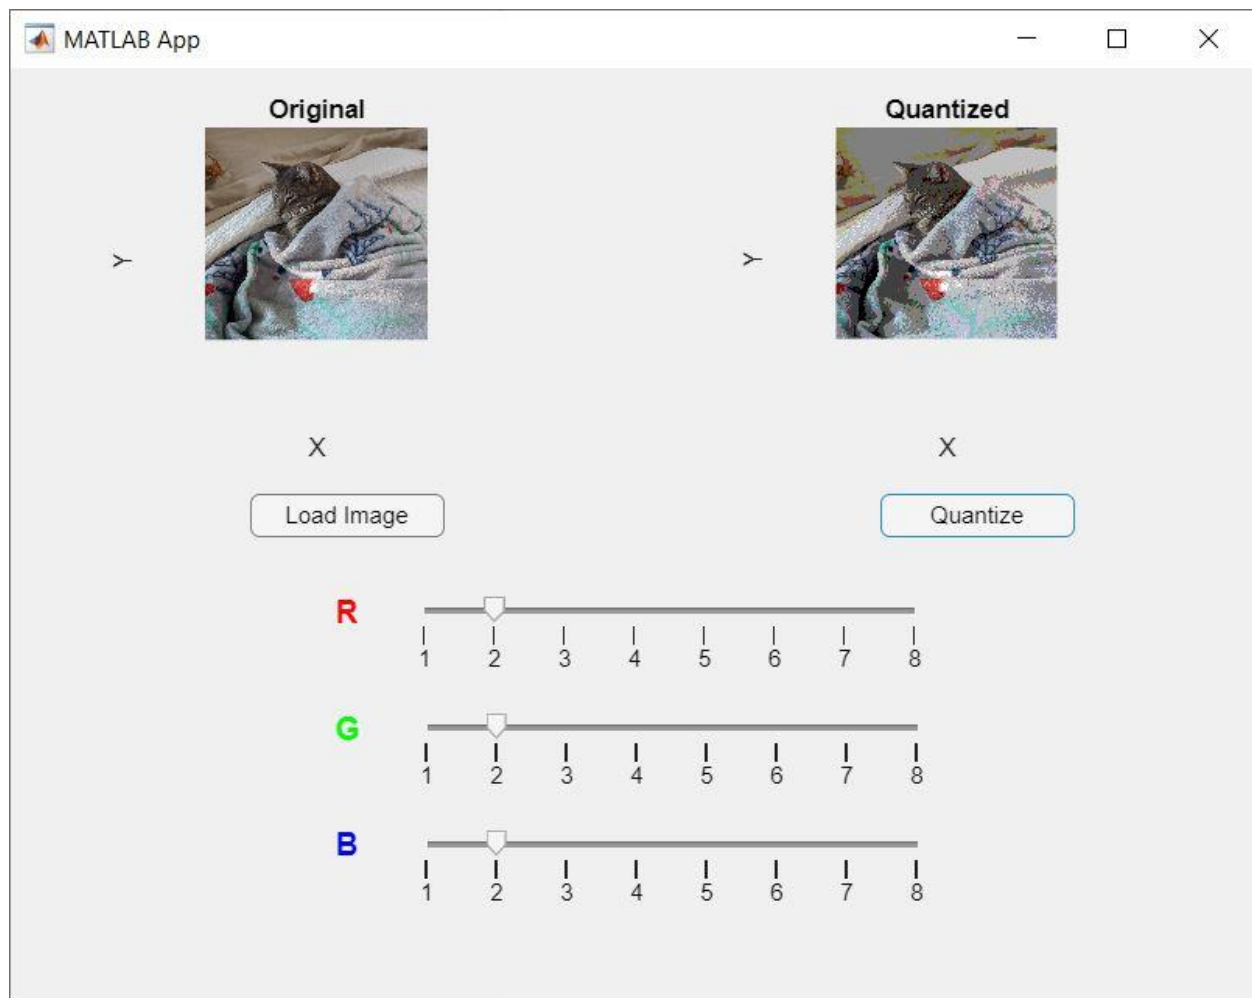 MATLAB App
Original
Quantized
Y
Y
X
X
Load Image
Quantize
R
1 2 3 4 5 6 7 8
G
1 2 3 4 5 6 7 8
B
1 2 3 4 5 6 7 8